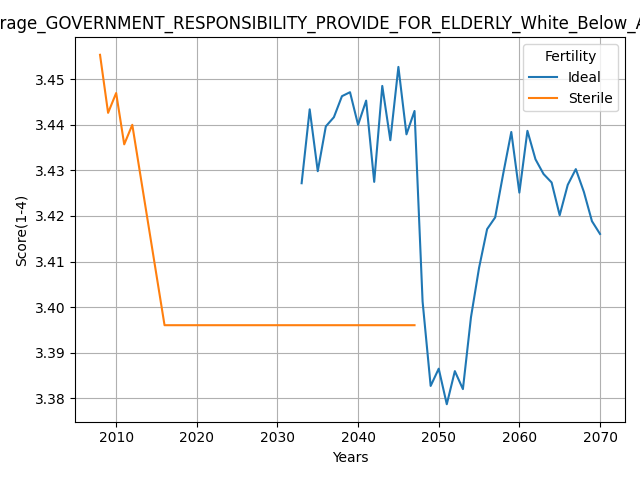 rage_GOVERNMENT_RESPONSIBILITY_PROVIDE_FOR_ELDERLY_White_Below_A
Fertility
Ideal
Sterile
Score(1-4)
3.45
3.44
3.43
3.42
3.41
3.40
3.39
3.38
2010 2020 2030 2040 2050 2060 2070
Years